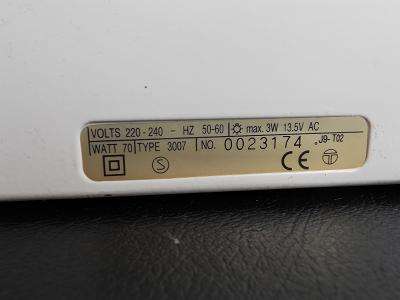 VOLTS 220-240 - HZ 50-60 max. 3W 13.5V AC
WATT 70 TYPE 3007 NO. 0023174 .J9-T02
S CE T